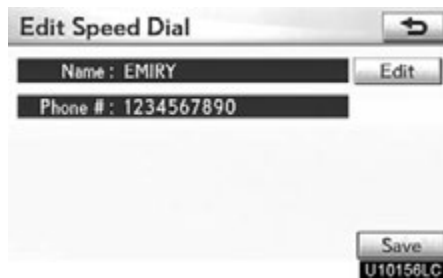 Edit Speed Dial
Name : EMIRY Edit
Phone # : 1234567890
Save
U10156LC